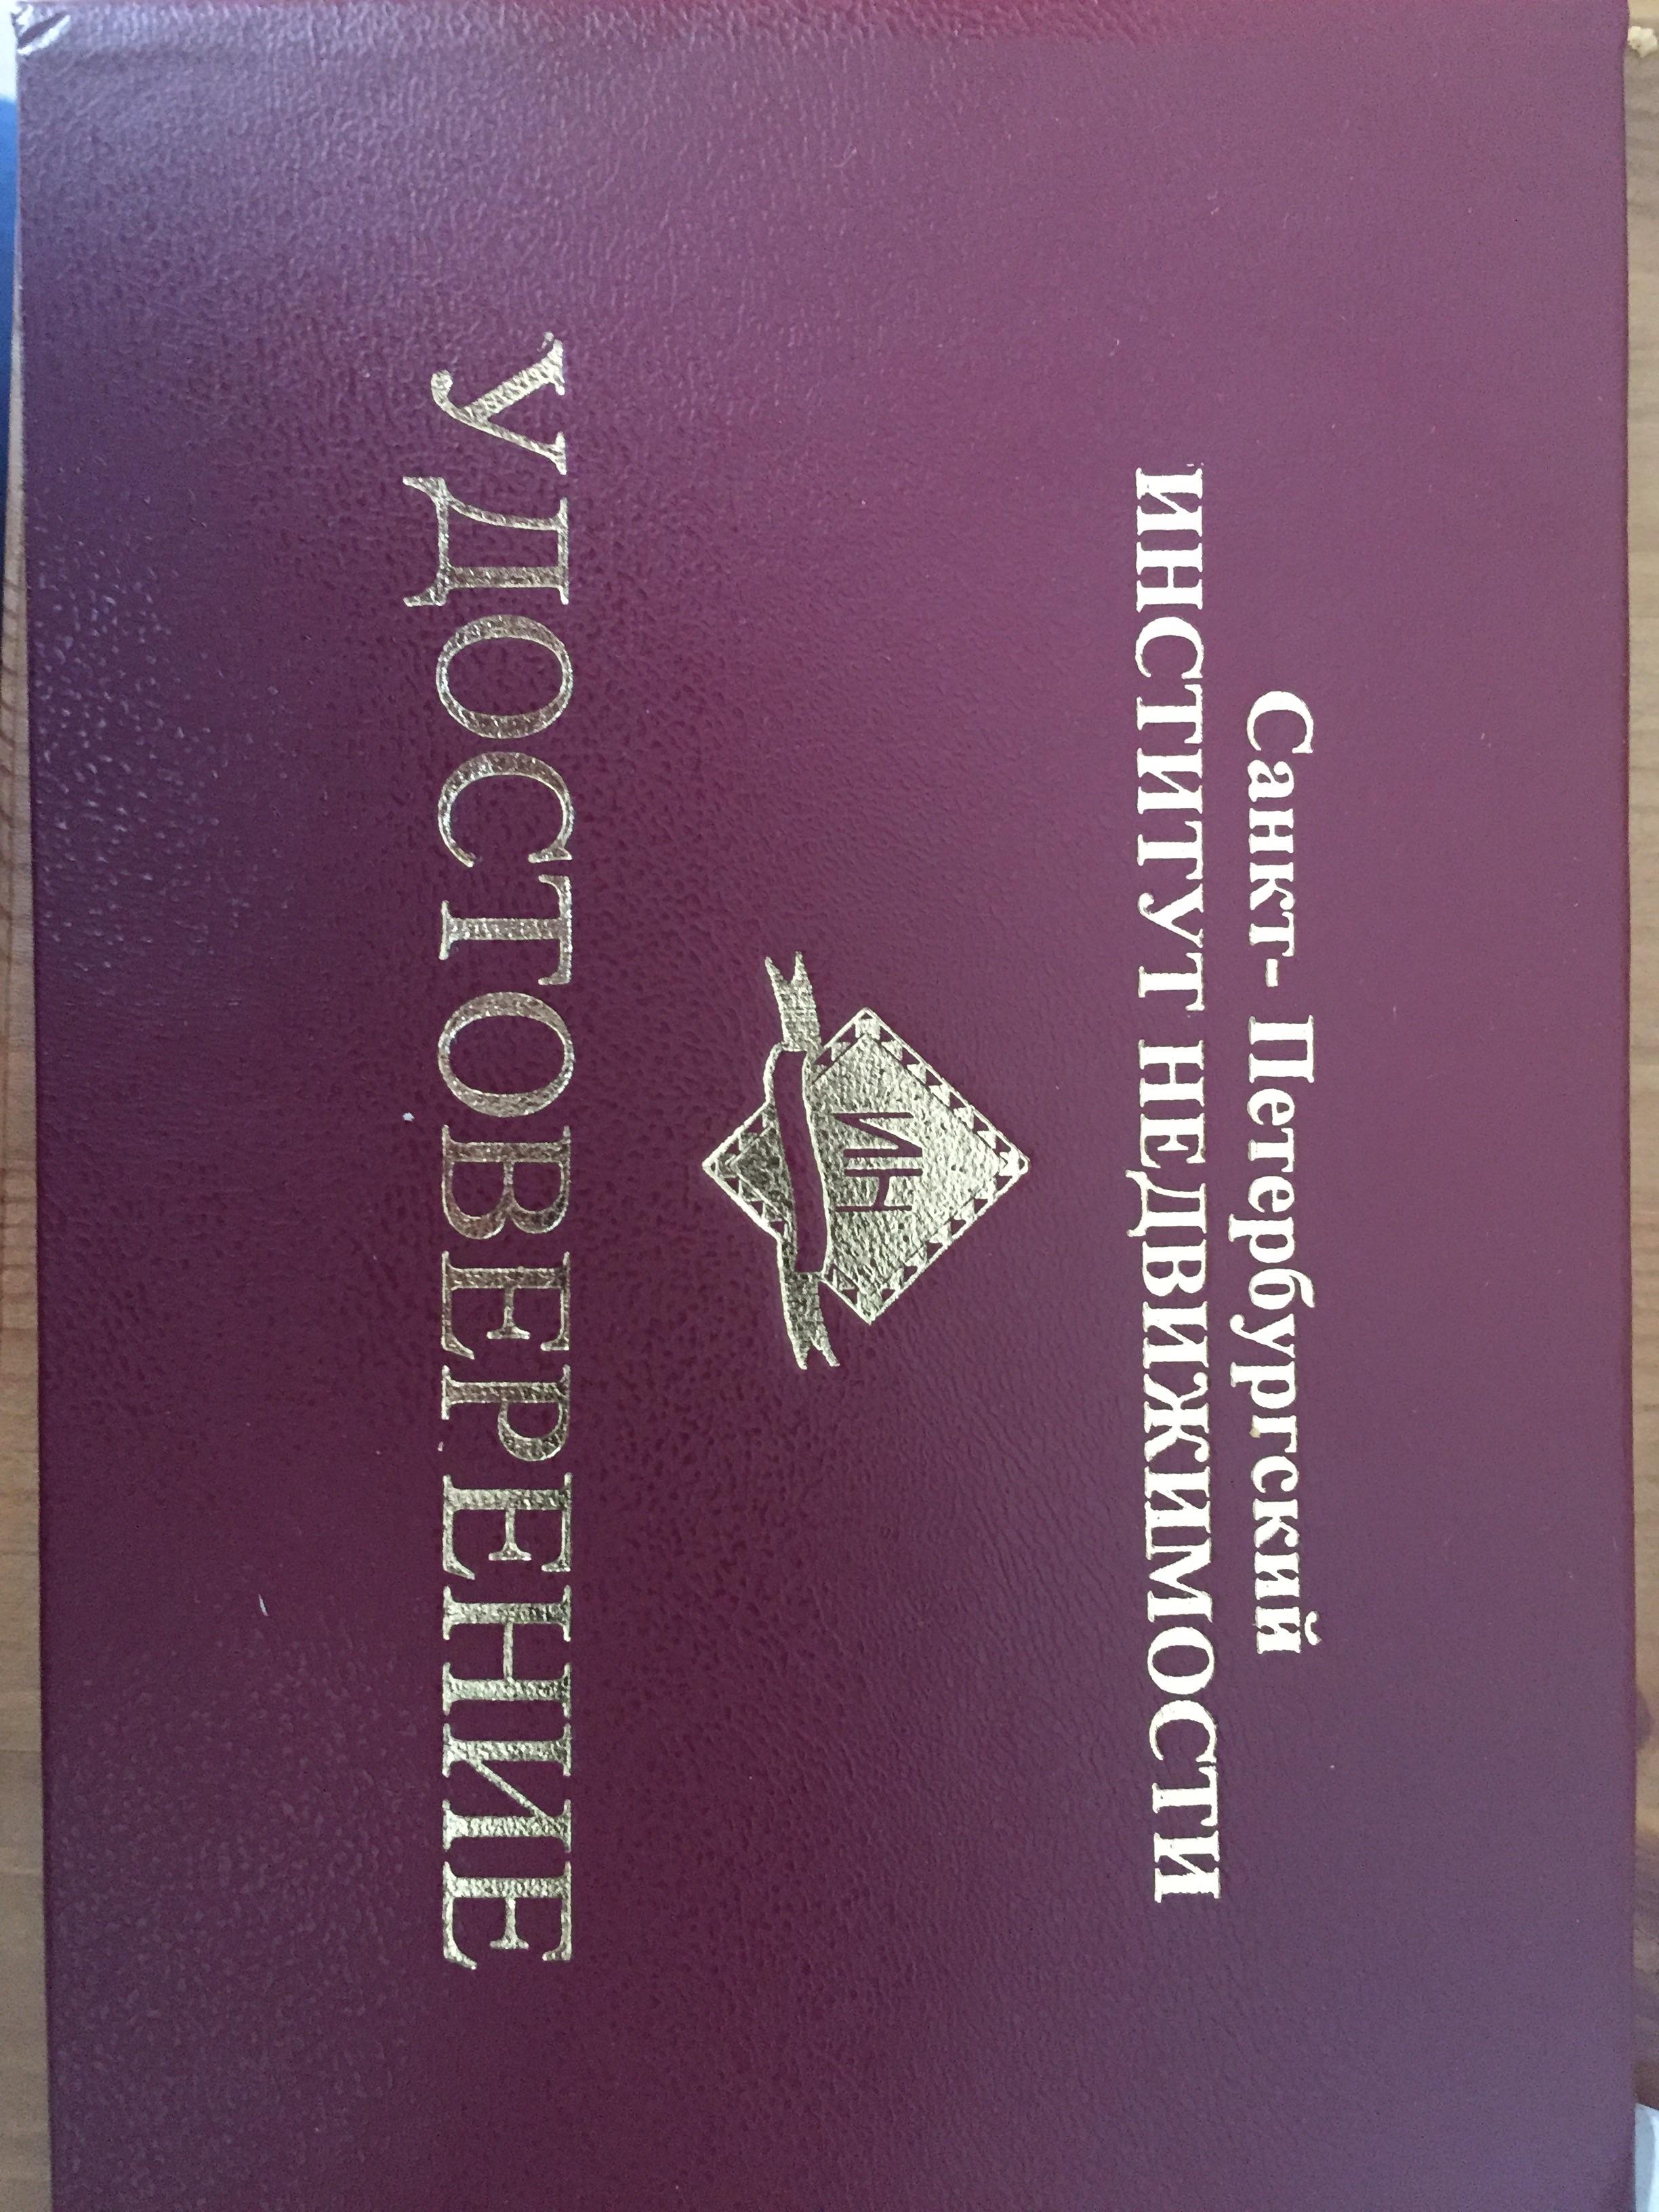 Санкт- Петербургский
ИНСТИТУТ НЕДВИЖИМОСТИ
ИН
УДОСТОВЕРЕНИЕ